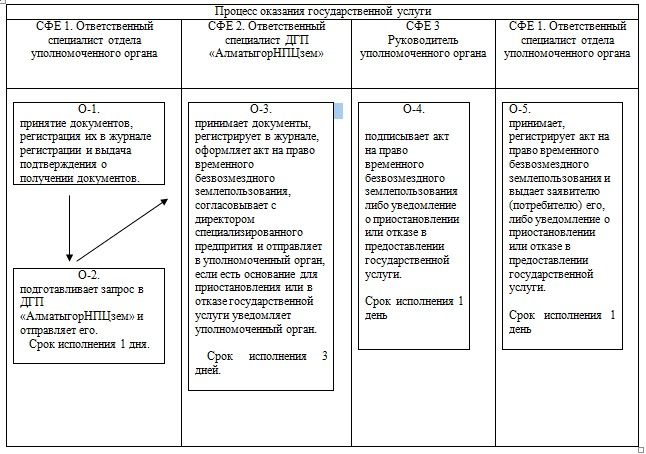 Процесс оказания государственной услуги
СФЕ 1. Ответственный
специалист отдела
уполномоченного органа
СФЕ 2. Ответственный
специалист ДГП
«АлматыгорНПЦзем»
СФЕ 3
Руководитель
уполномоченного органа
СФЕ 1. Ответственный
специалист отдела
уполномоченного органа
О-1.
принятие документов,
регистрация их в журнале
регистрации и выдача
подтверждения о
получении документов.
О-2.
подготавливает запрос в
ДГП
«АлматыгорНПЦзем» и
отправляет его.
Срок исполнения 1 дня.
О-3.
принимает документы,
регистрирует в журнале,
оформляет акт на право
временного
безвозмездного
землепользования,
согласовывает с
директором
специализированного
предприта и отправляет
в уполномоченный орган,
если есть основание для
приостановления или в
отказе государственной
услуги уведомляет
уполномоченный орган.
Срок исполнения 3
дней.
О-4.
подписывает акт
на право
временного
безвозмездного
землепользования
либо уведомление
о приостановлении
или отказе в
предоставлении
государственной
услуги.
Срок исполнения 1
день
О-5.
принимает,
регистрирует акт на
право временного
безвозмездного
землепользования и
выдает заявителю
(потребителю) его,
либо уведомление о
приостановлении
или отказе в
предоставлении
государственной
услуги.
Срок исполнения 1
день